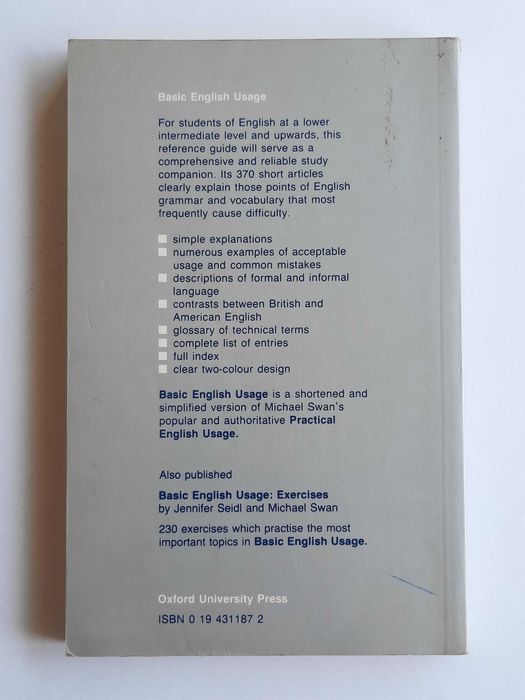 Basic English Usage
For students of English at a lower
intermediate level and upwards, this
reference guide will serve as a
comprehensive and reliable study
companion. Its 370 short articles
clearly explain those points of English
grammar and vocabulary that most
frequently cause difficulty.
simple explanations
numerous examples of acceptable
usage and common mistakes
descriptions of formal and informal
language
contrasts between British and
American English
glossary of technical terms
complete list of entries
full index
clear two-colour design
Basic English Usage is a shortened and
simplified version of Michael Swan's
popular and authoritative Practical
English Usage.
Also published
Basic English Usage: Exercises
by Jennifer Seidl and Michael Swan
230 exercises which practise the most
important topics in Basic English Usage.
Oxford University Press
ISBN 0 19 431187 2